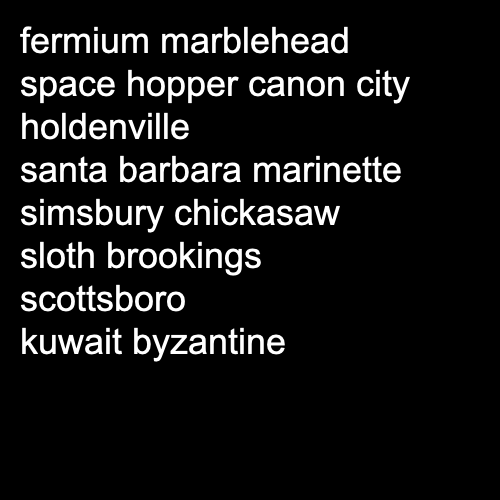 fermium marblehead
space hopper canon city
holdenville
santa barbara marinette
simsbury chickasaw
sloth brookings
scottsboro
kuwait byzantine